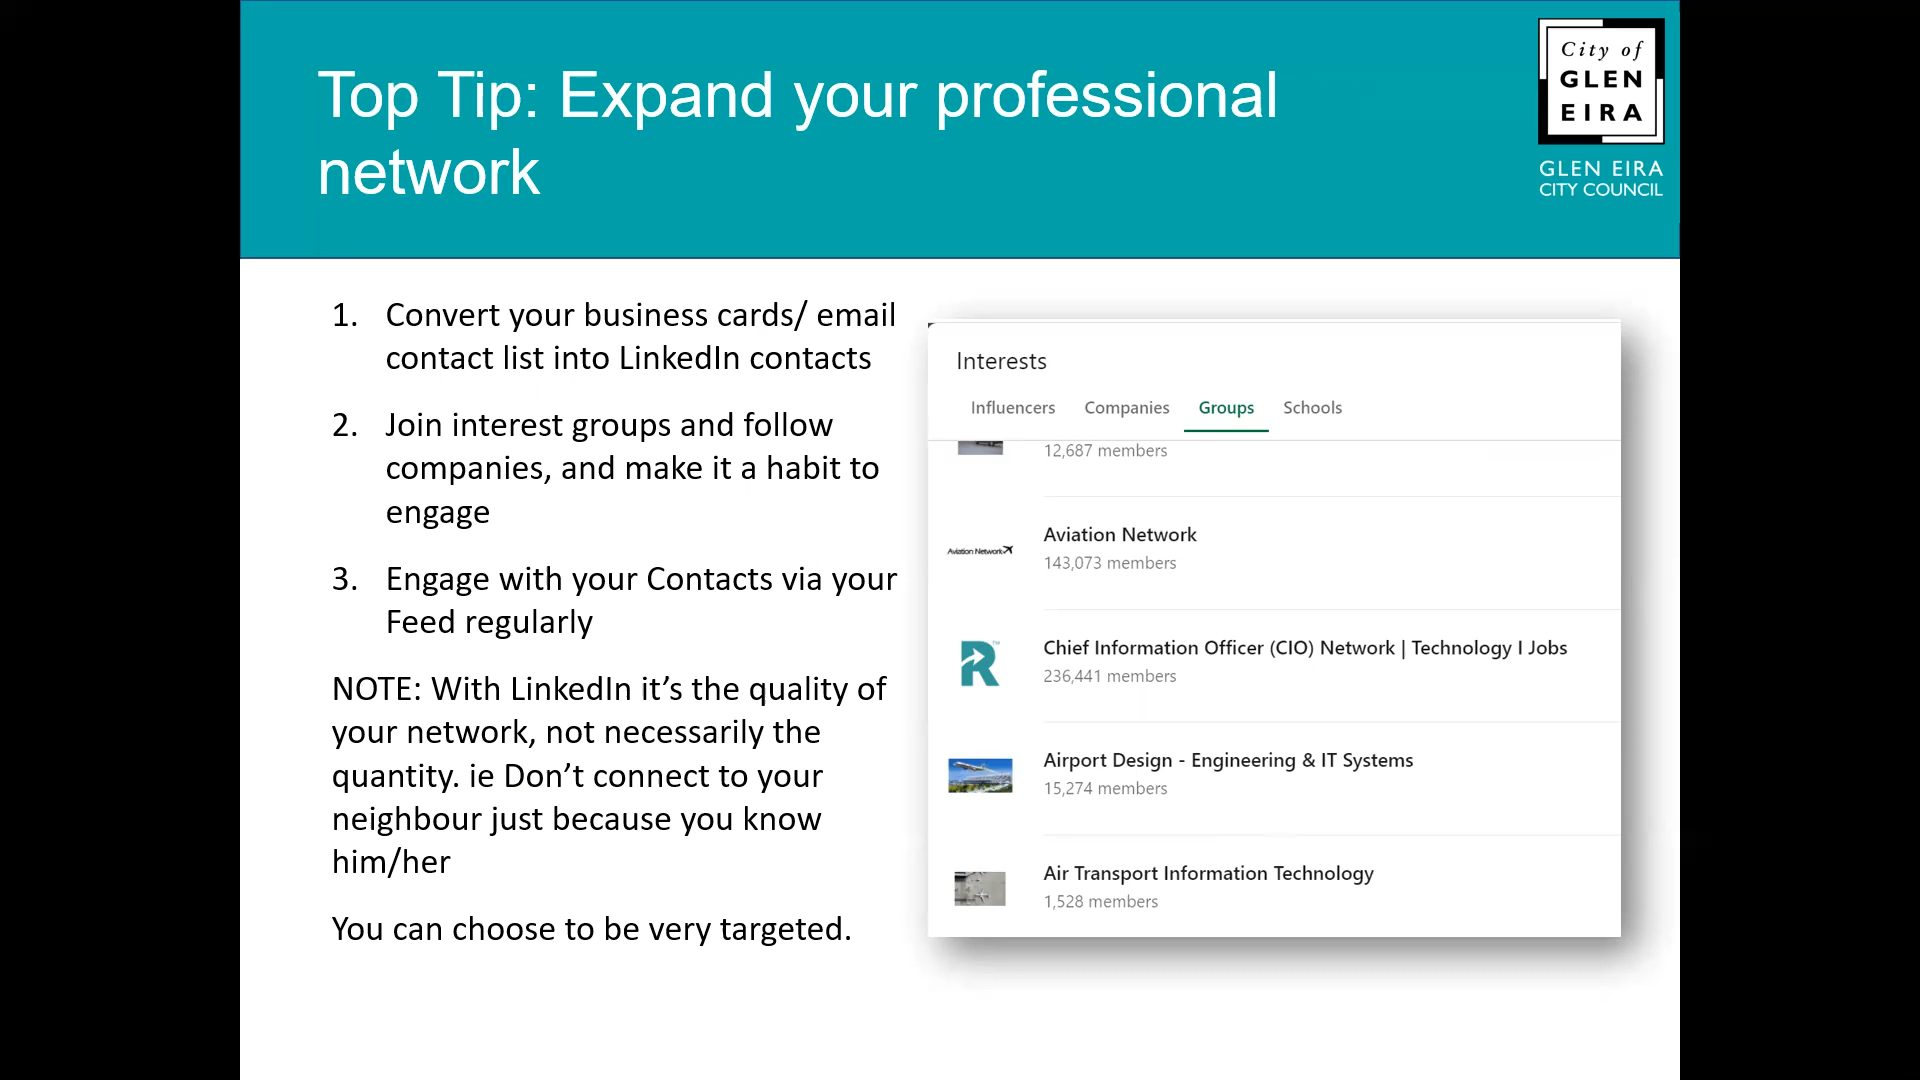 Top Tip: Expand your professional
network
City of
GLEN
EIRA
GLEN EIRA
CITY COUNCIL
1. Convert your business cards/ email
contact list into LinkedIn contacts
2. Join interest groups and follow
companies, and make it a habit to
engage
3. Engage with your Contacts via your
Feed regularly
NOTE: With LinkedIn it’s the quality of
your network, not necessarily the
quantity. ie Don’t connect to your
neighbour just because you know
him/her
You can choose to be very targeted.
Interests
Influencers Companies Groups Schools
12,687 members
Aviation Network
Aviation Network
143,073 members
R™
Chief Information Officer (CIO) Network | Technology I Jobs
236,441 members
Airport Design - Engineering & IT Systems
15,274 members
Air Transport Information Technology
1,528 members